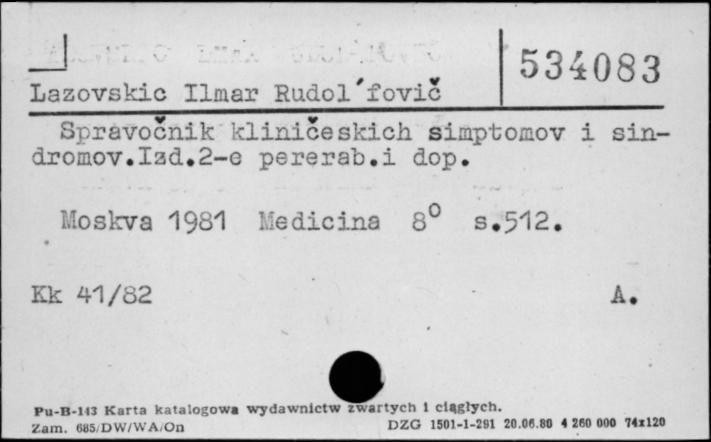 534083
Lazovskic Ilmar Rudol´fovič
Spravočnik kliničeskich simptomov i sin-
dromov.Izd.2-e pererab.i dop.
Moskva 1981 Medicina 8° s.512.
Kk 41/82 A.
Pu-B-143 Karta katalogowa wydawnictw zwartych i ciągłych.
Zam. 685/DW/WA/On DZG 1501-1-291 20.06.80 4 260 000 74x120